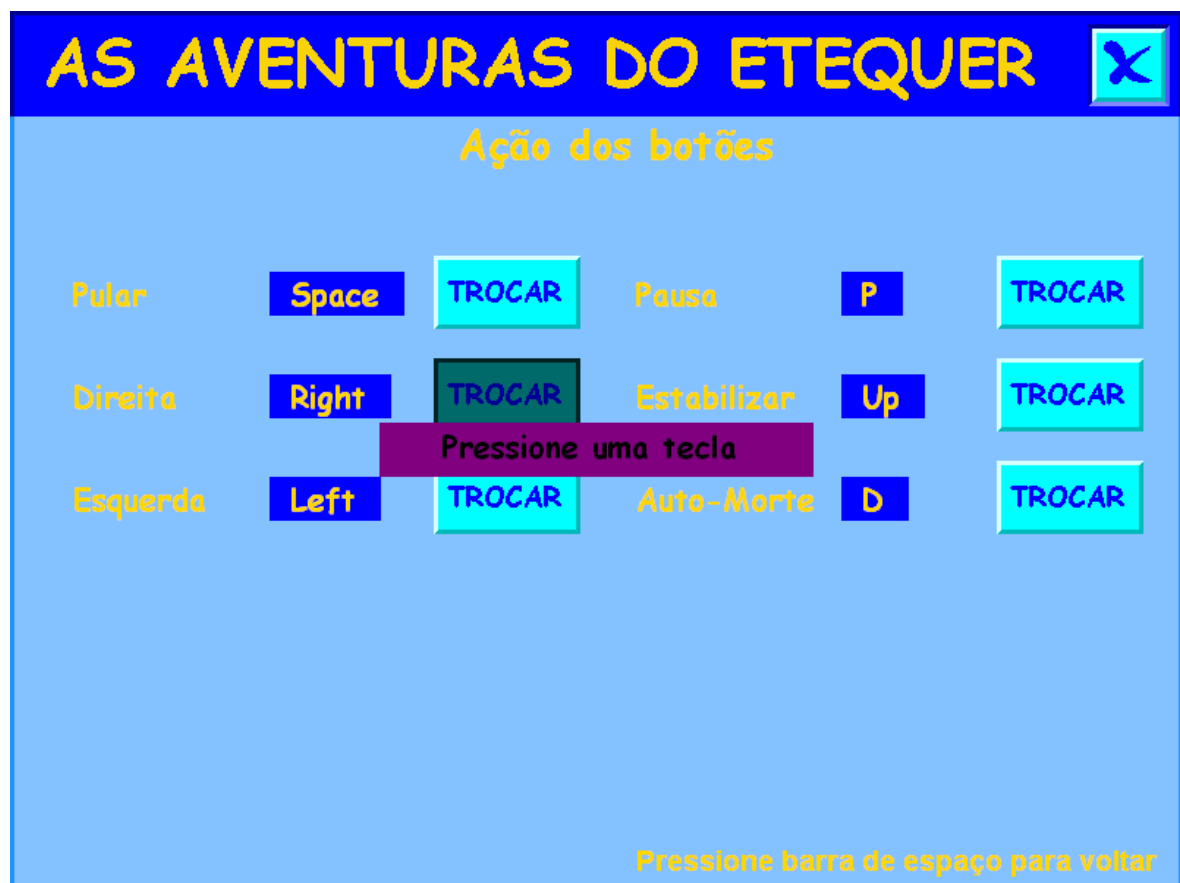 AS AVENTURAS DO ETEQUER X
Ação dos botões
Pular Space TROCAR Pausa P TROCAR
Direita Right TROCAR Estabilizar Up TROCAR
Pressione uma tecla
Esquerda Left TROCAR Auto-Morte D TROCAR
Pressione barra de espaço para voltar